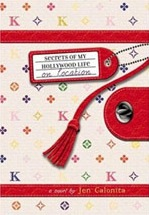 K
K
secrets of my
HOLLYWOOD LIFE
on location
K
K
K
K
a novel by Jen Calonita